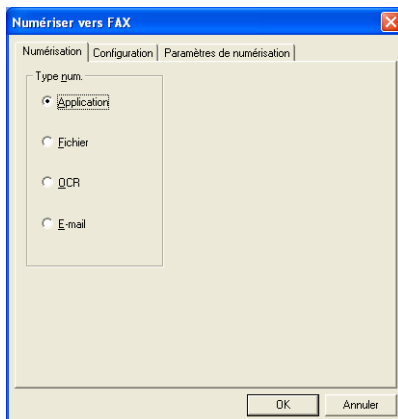 Numériser vers FAX
Numérisation Configuration Paramètres de numérisation
Type num.
Application
Fichier
OCR
E-mail
OK Annuler